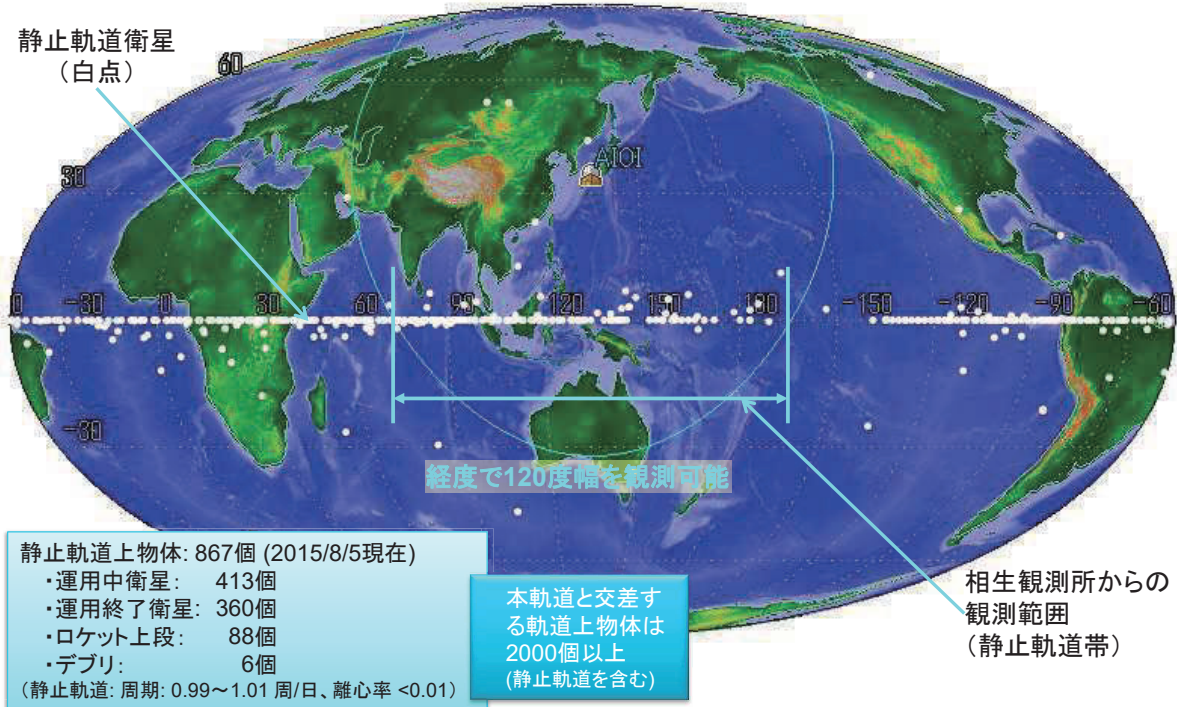 静止軌道衛星
（白点）
60
AIOI
30
0 -30 0 30 60 90 120 150 180 -150 -120 -90 -60
-30
経度で120度幅を観測可能
静止軌道上物体: 867個 (2015/8/5現在)
・運用中衛星: 413個
・運用終了衛星: 360個
・ロケット上段: 88個
・デブリ: 6個
（静止軌道: 周期: 0.99～1.01 周/日、離心率 <0.01）
本軌道と交差す
る軌道上物体は
2000個以上
(静止軌道を含む)
相生観測所からの
観測範囲
（静止軌道帯）